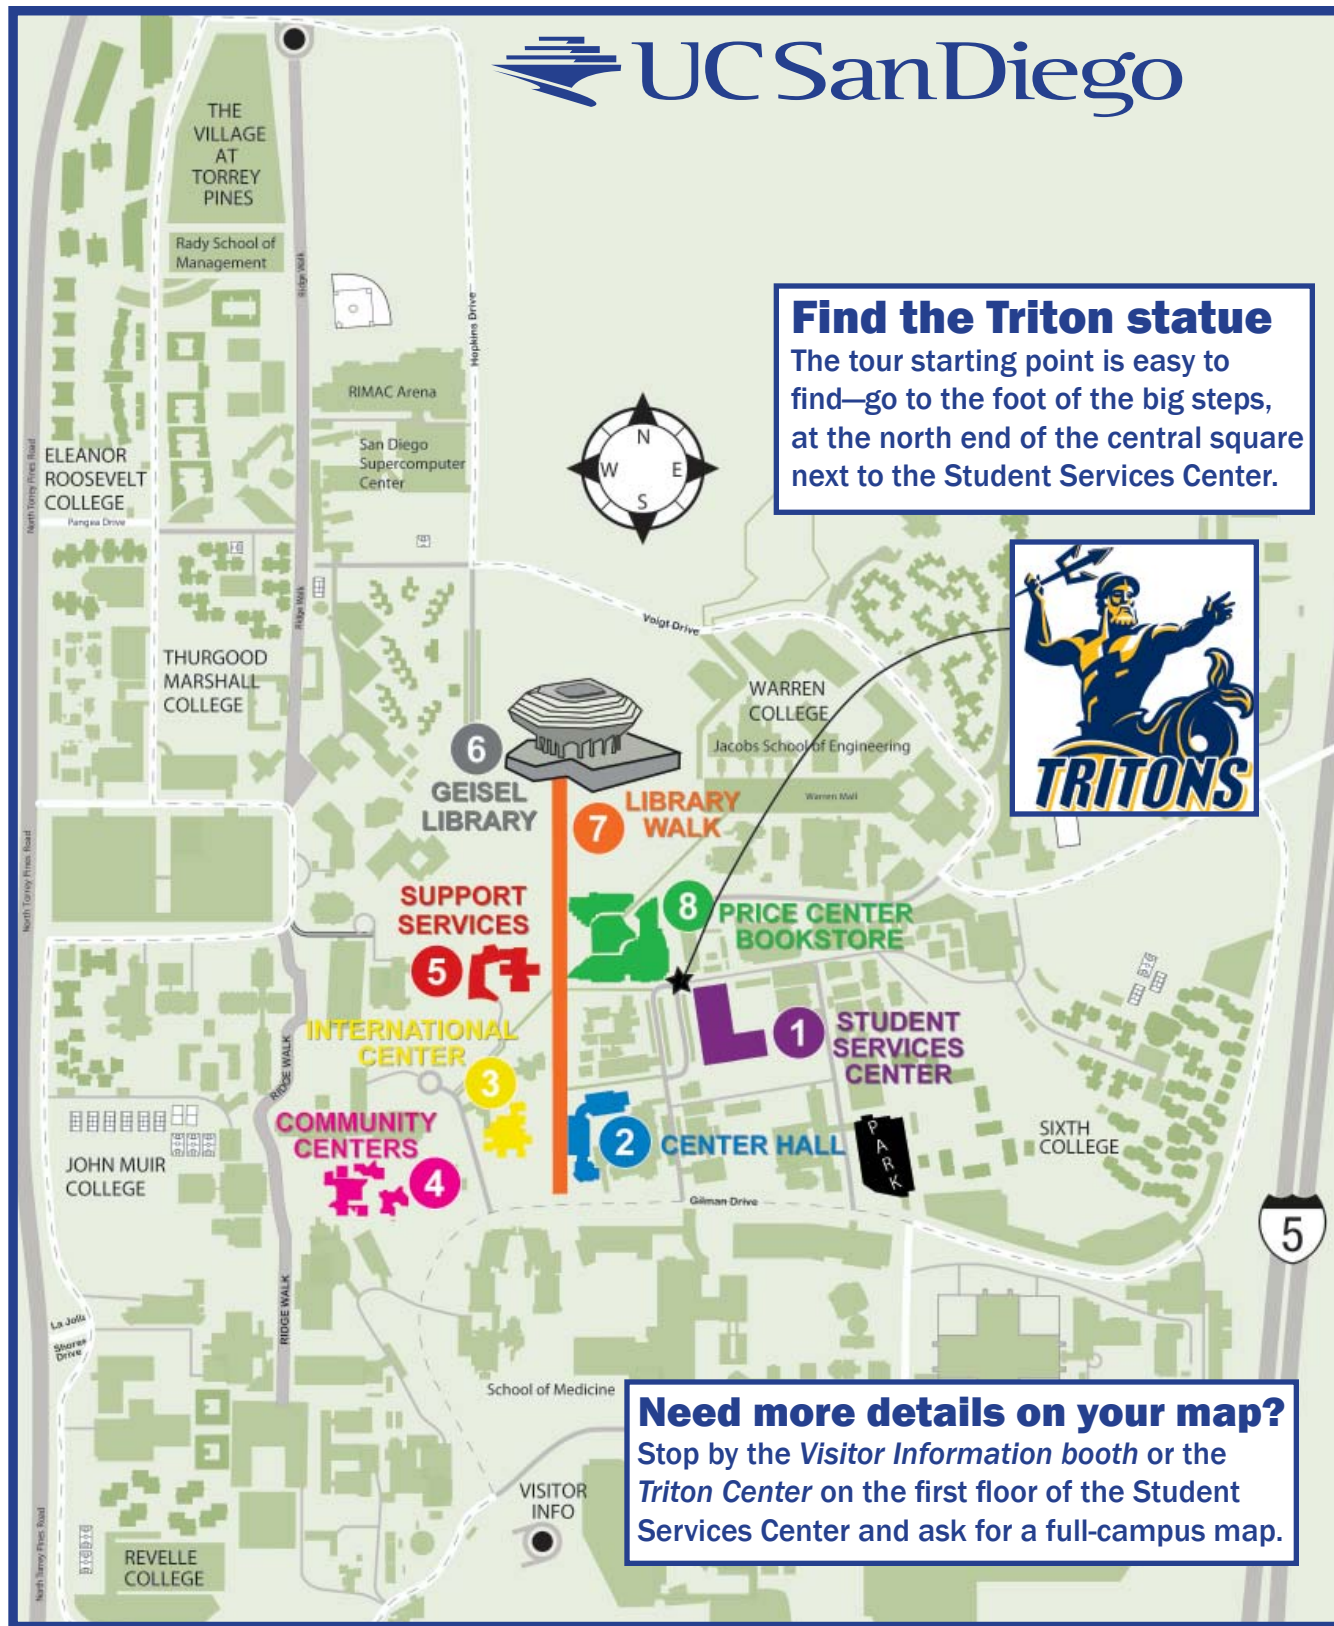 UC San Diego
THE
VILLAGE
AT
TORREY
PINES
Rady School of
Management
Ridge Walk
Hopkins Drive
Find the Triton statue
The tour starting point is easy to
find—go to the foot of the big steps,
at the north end of the central square
next to the Student Services Center.
RIMAC Arena
San Diego
Supercomputer
Center
N
W
E
S
North Torrey Pines Road
ELEANOR
ROOSEVELT
COLLEGE
Pangea Drive
Ridge Walk
Voigt Drive
THURGOOD
MARSHALL
COLLEGE
WARREN
COLLEGE
Jacobs School of Engineering
Warren Mall
TRITONS
6
GEISEL
LIBRARY
7
LIBRARY
WALK
North Torrey Pines Road
SUPPORT
SERVICES
5
8
PRICE CENTER
BOOKSTORE
INTERNATIONAL
CENTER
3
1
STUDENT
SERVICES
CENTER
RIDGE WALK
COMMUNITY
CENTERS
4
2
CENTER HALL
PARK
SIXTH
COLLEGE
JOHN MUIR
COLLEGE
Gilman Drive
5
La Jolla
Shores
Drive
RIDGE WALK
School of Medicine
Need more details on your map?
Stop by the Visitor Information booth or the
Triton Center on the first floor of the Student
Services Center and ask for a full-campus map.
VISITOR
INFO
North Torrey Pines Road
REVELLE
COLLEGE